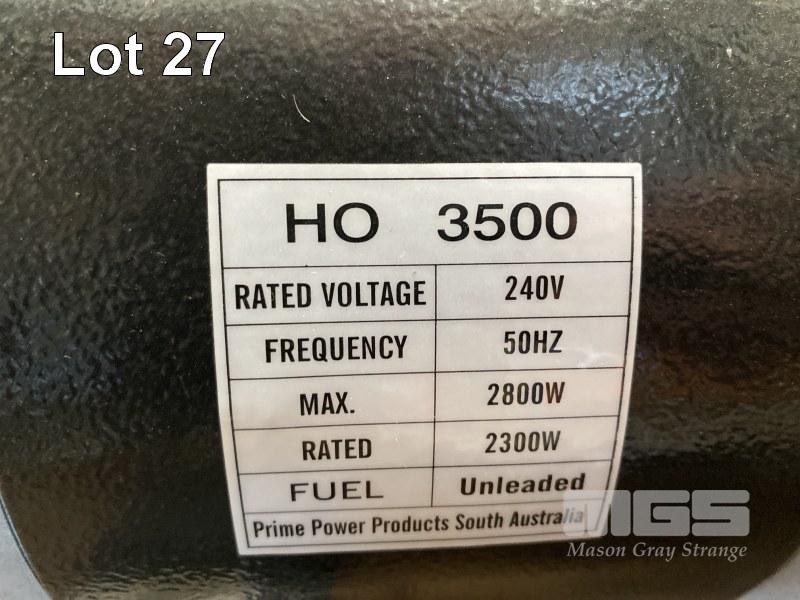 Lot 27
HO 3500
RATED VOLTAGE 240V
FREQUENCY 50HZ
MAX. 2800W
RATED 2300W
FUEL Unleaded
Prime Power Products South Australia
MGS
Mason Gray Strange